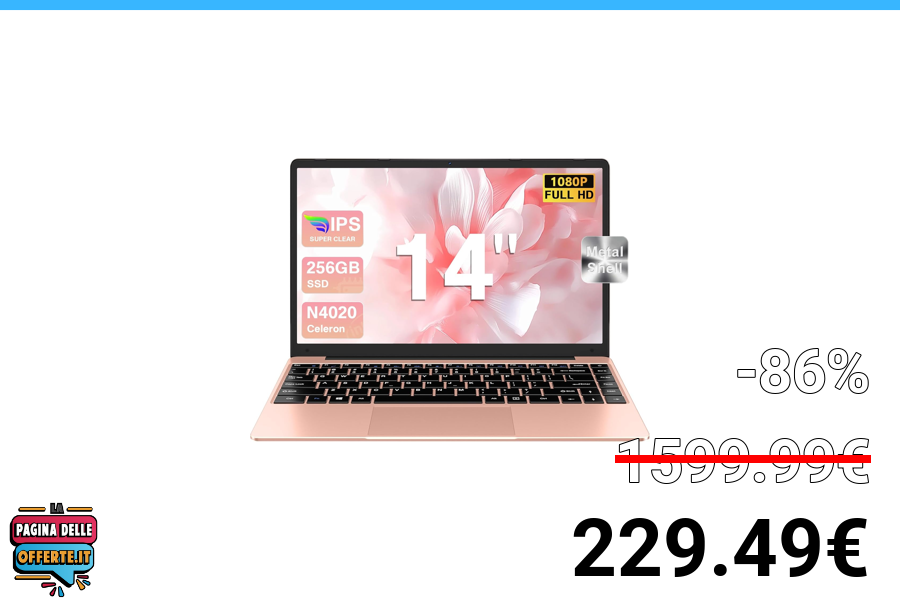 1080P
FULL HD
IPS
SUPER CLEAR
256GB
SSD
N4020
Celeron
14"
Metal
Shell
-86%
1599.99€
229.49€
LA
PAGINA DELLE
OFFERTE.IT